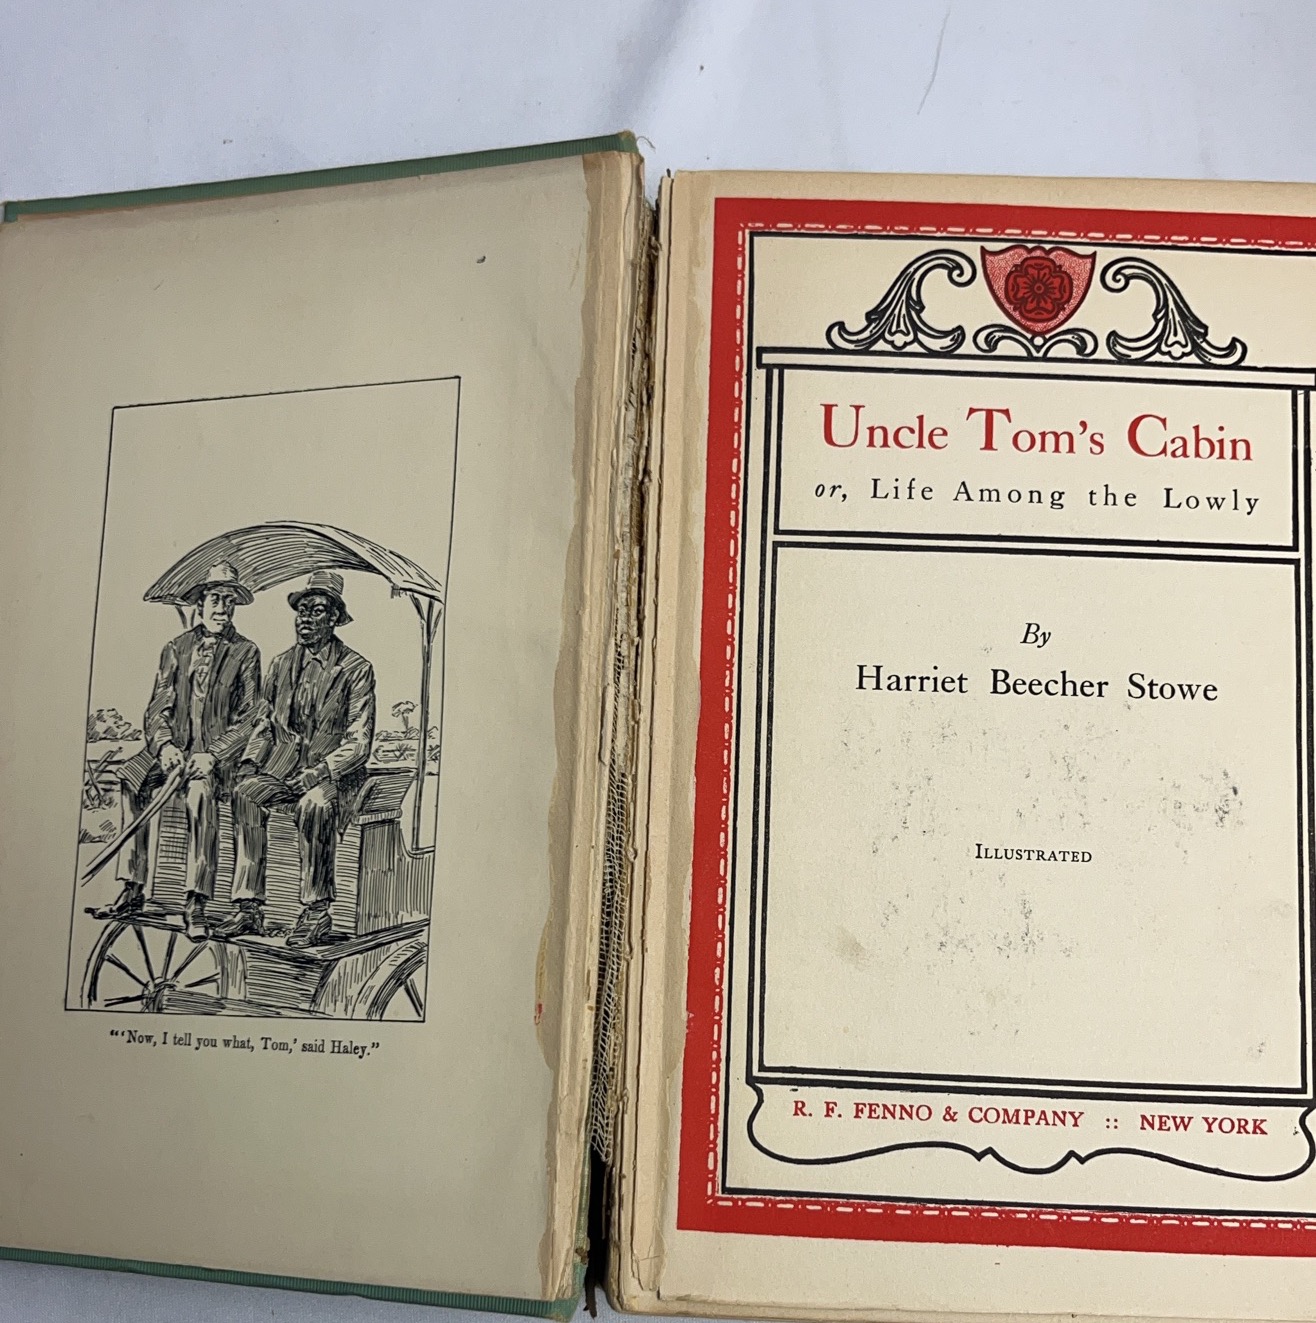 "'Now, I tell you what, Tom,' said Haley."
Uncle Tom's Cabin
or, Life Among the Lowly
By
Harriet Beecher Stowe
Illustrated
R. F. FENNO & COMPANY :: NEW YORK